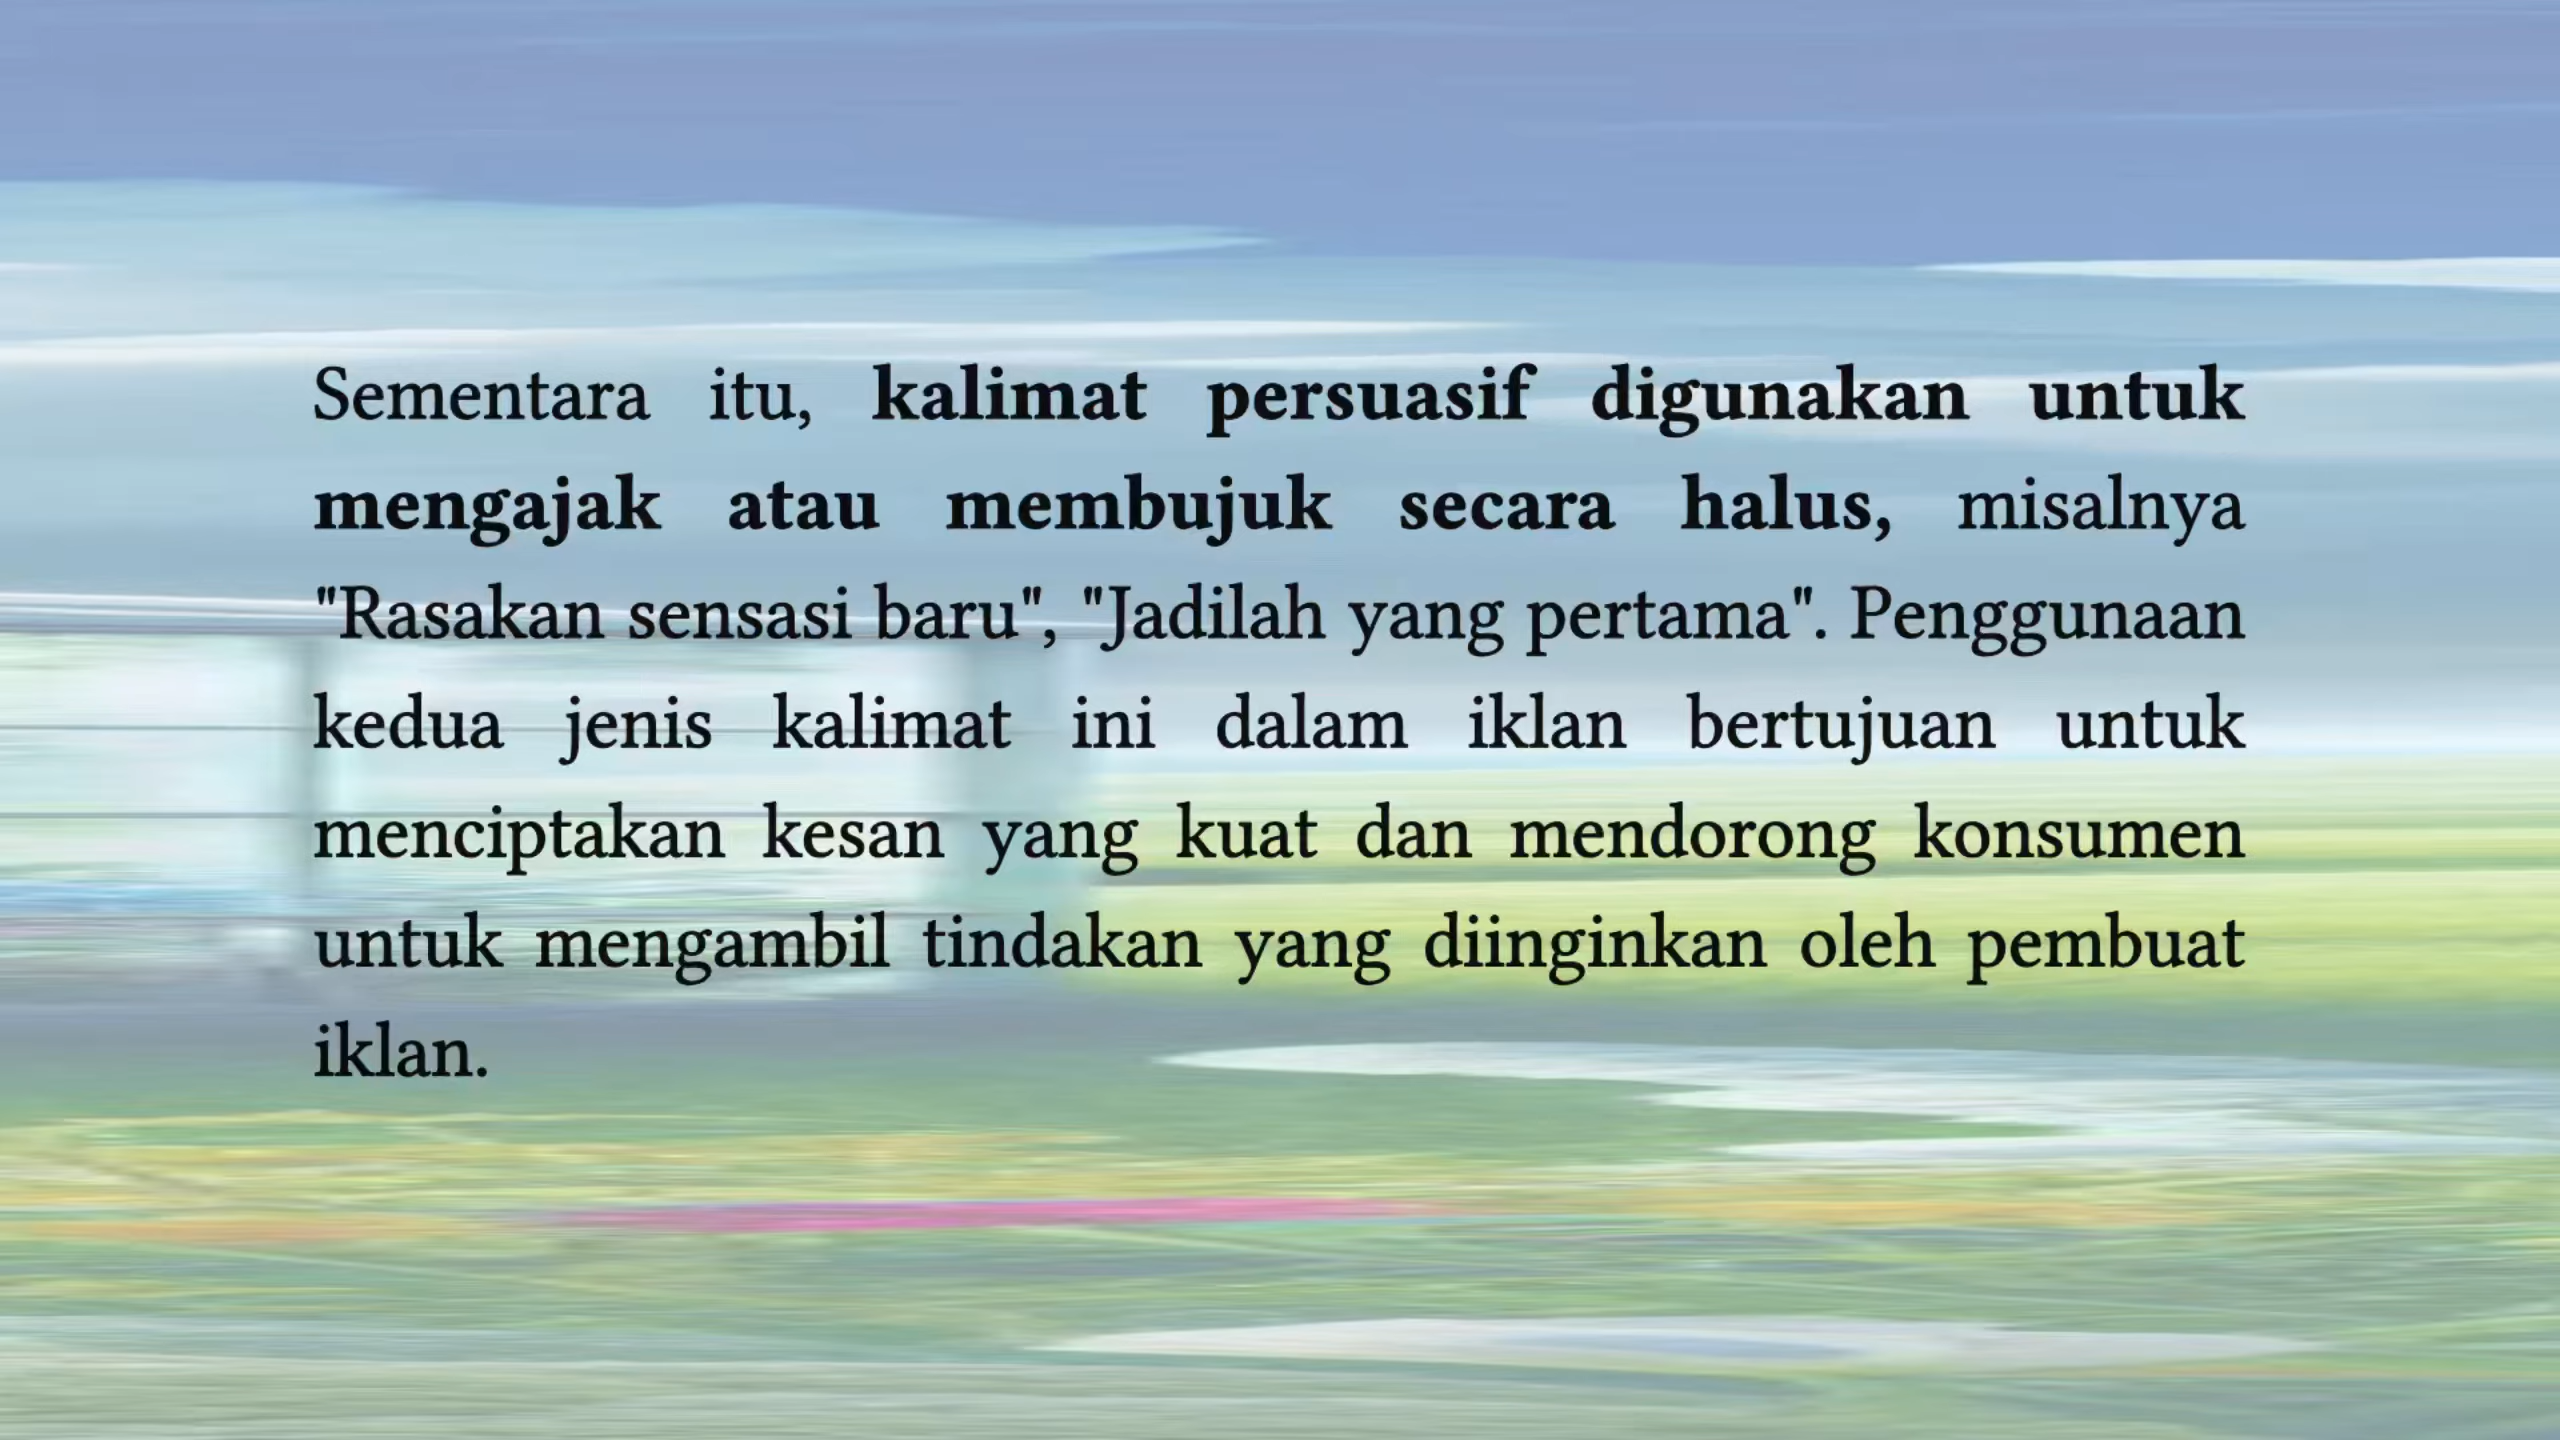 Sementara itu, kalimat persuasif digunakan untuk
mengajak atau membujuk secara halus, misalnya
"Rasakan sensasi baru", "Jadilah yang pertama". Penggunaan
kedua jenis kalimat ini dalam iklan bertujuan untuk
menciptakan kesan yang kuat dan mendorong konsumen
untuk mengambil tindakan yang diinginkan oleh pembuat
iklan.